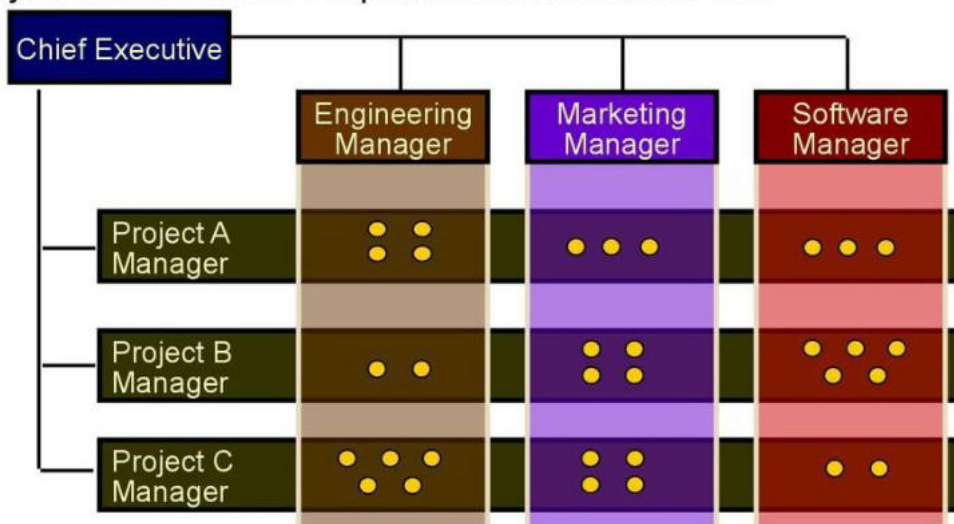 Chief Executive
Engineering
Manager
Marketing
Manager
Software
Manager
Project A
Manager
Project B
Manager
Project C
Manager